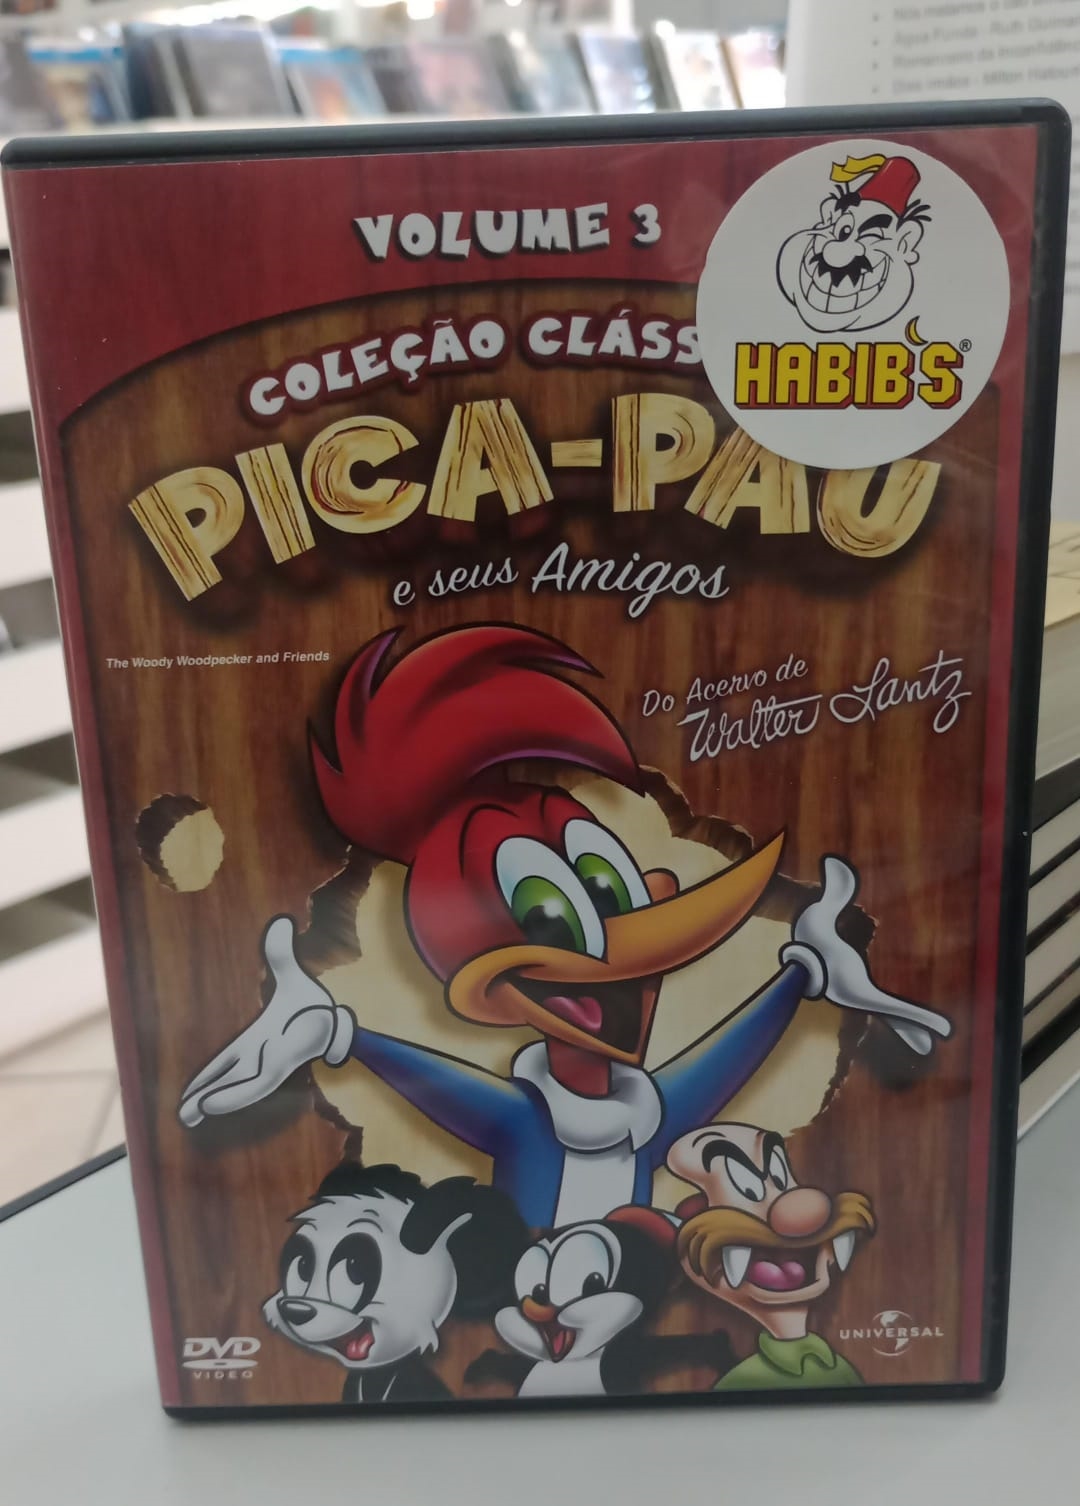 VOLUME 3
COLEÇÃO CLÁSS
HABIB'S®
PICA-PAU
e seus Amigos
The Woody Woodpecker and Friends
Do Acervo de
Walter Lantz
DVD
VIDEO
UNIVERSAL